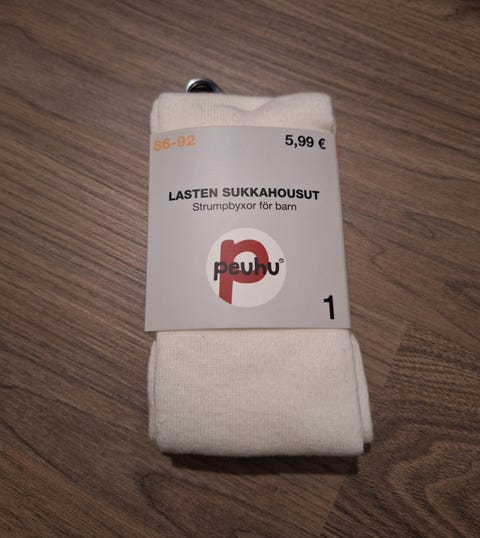 86-92
5,99 €
LASTEN SUKKAHOUSUT
Strumpbyxor för barn
peuhu®
1